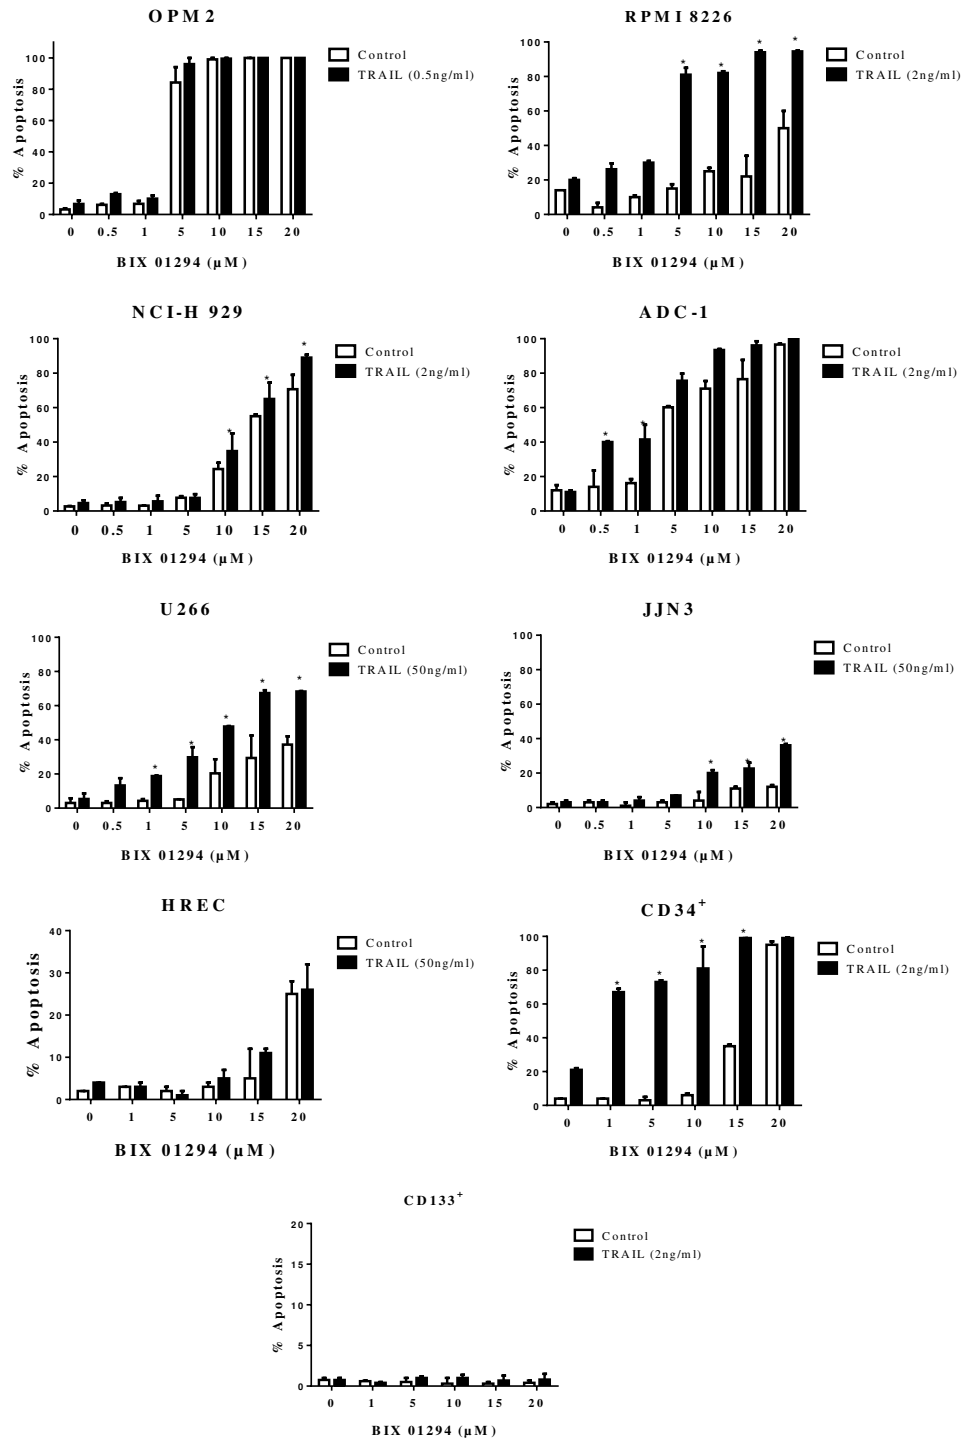 OPM2
Control
TRAIL (0.5ng/ml)
% Apoptosis
100
80
60
40
20
0
0 0.5 1 5 10 15 20
BIX 01294 (µM)
RPMI 8226
Control
TRAIL (2ng/ml)
% Apoptosis
100
80
60
40
20
0
* * * *
0 0.5 1 5 10 15 20
BIX 01294 (µM)
NCI-H 929
Control
TRAIL (2ng/ml)
% Apoptosis
100
80
60
40
20
0
* * *
0 0.5 1 5 10 15 20
BIX 01294 (µM)
ADC-1
Control
TRAIL (2ng/ml)
% Apoptosis
100
80
60
40
20
0
* *
0 0.5 1 5 10 15 20
BIX 01294 (µM)
U266
Control
TRAIL (50ng/ml)
% Apoptosis
100
80
60
40
20
0
* * * * *
0 0.5 1 5 10 15 20
BIX 01294 (µM)
JJN3
Control
TRAIL (50ng/ml)
% Apoptosis
100
80
60
40
20
0
* * *
0 0.5 1 5 10 15 20
BIX 01294 (µM)
HREC
Control
TRAIL (50ng/ml)
% Apoptosis
40
30
20
10
0
0 1 5 10 15 20
BIX 01294 (µM)
CD34+
Control
TRAIL (2ng/ml)
% Apoptosis
100
80
60
40
20
0
* * * *
0 1 5 10 15 20
BIX 01294 (µM)
CD133+
Control
TRAIL (2ng/ml)
% Apoptosis
20
15
10
5
0
0 1 5 10 15 20
BIX 01294 (µM)